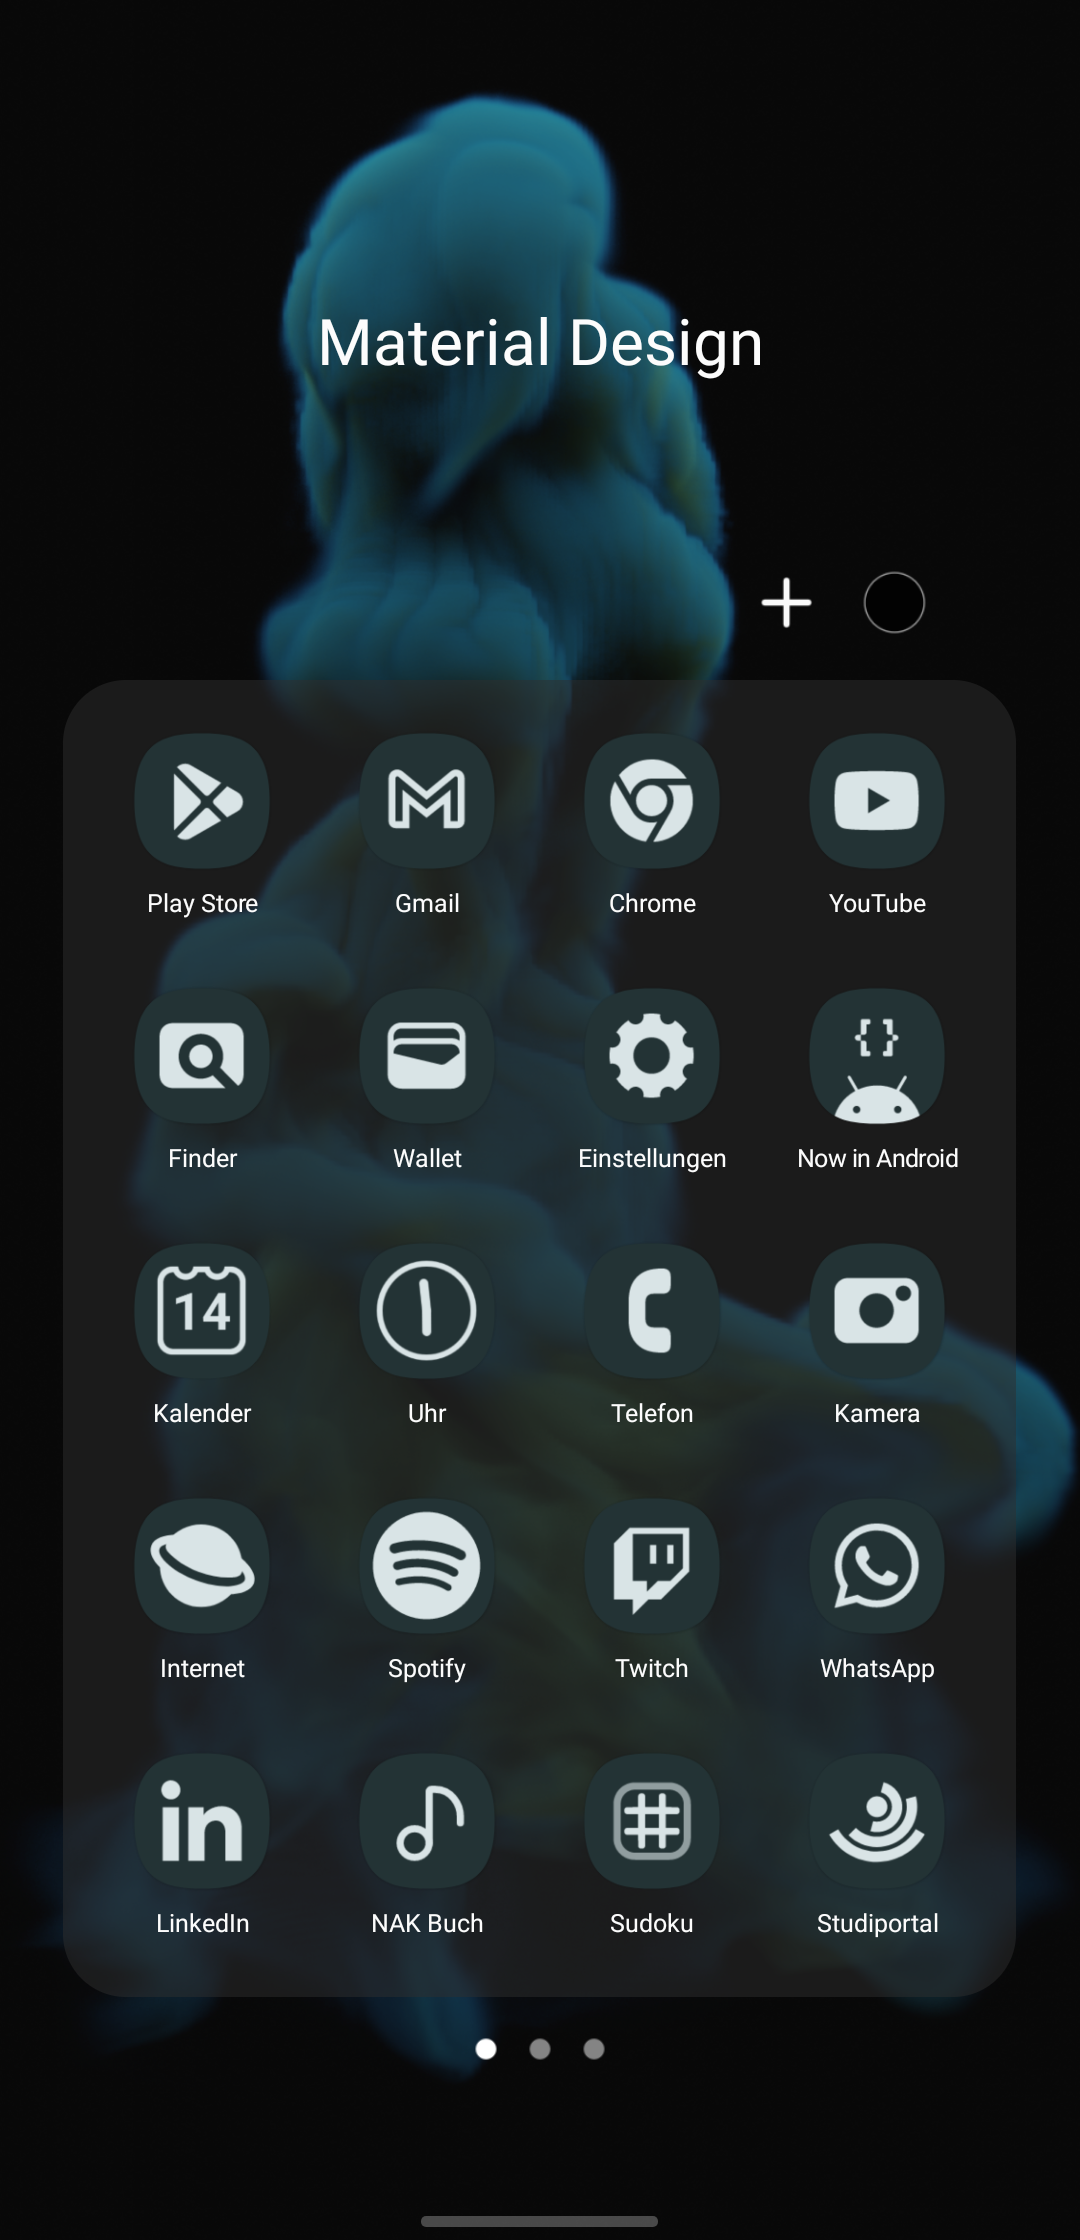 Material Design
Play Store
Gmail
Chrome
YouTube
Finder
Wallet
Einstellungen
Now in Android
14
Kalender
Uhr
Telefon
Kamera
Internet
Spotify
Twitch
WhatsApp
in
LinkedIn
NAK Buch
Sudoku
Studiportal